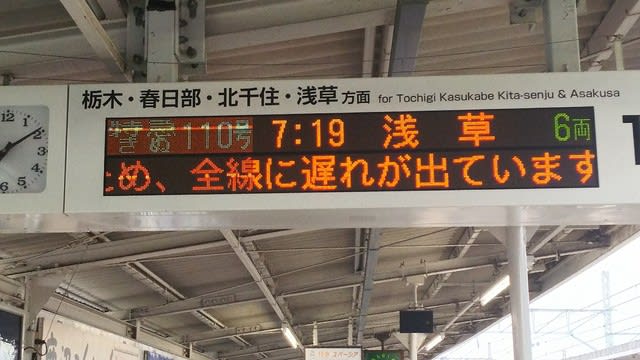 栃木・春日部・北千住・浅草 方面 for Tochigi Kasukabe Kita-senju & Asakusa
110号 7:19 浅草 6両
ため、全線に遅れが出ています